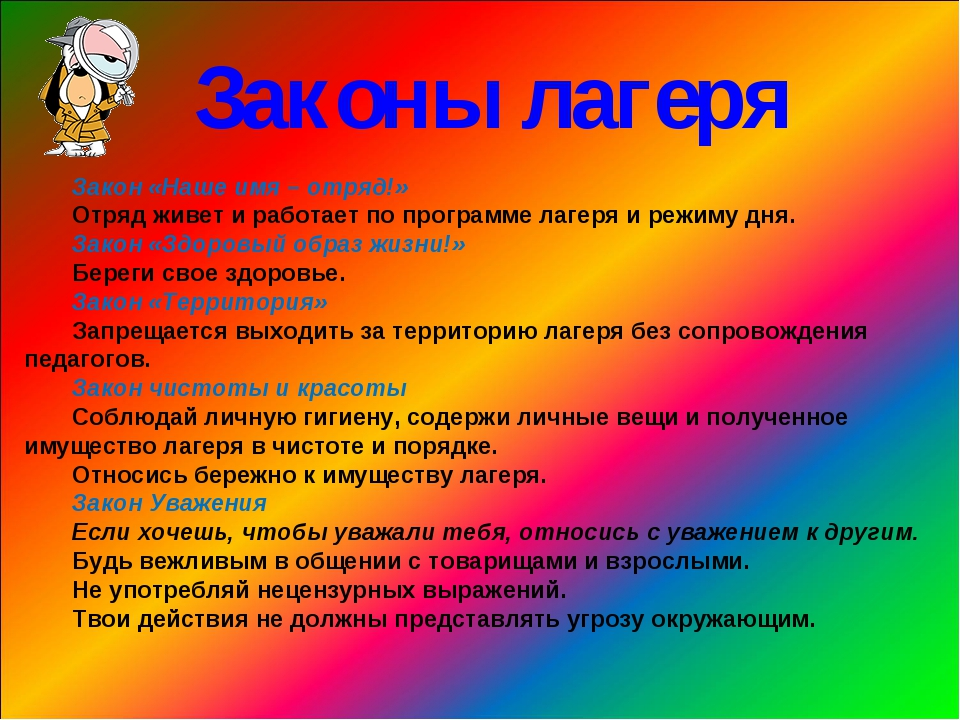 Законы лагеря
Закон «Наше имя – отряд!»
Отряд живет и работает по программе лагеря и режиму дня.
Закон «Здоровый образ жизни!»
Береги свое здоровье.
Закон «Территория»
Запрещается выходить за территорию лагеря без сопровождения
педагогов.
Закон чистоты и красоты
Соблюдай личную гигиену, содержи личные вещи и полученное
имущество лагеря в чистоте и порядке.
Относись бережно к имуществу лагеря.
Закон Уважения
Если хочешь, чтобы уважали тебя, относись с уважением к другим.
Будь вежливым в общении с товарищами и взрослыми.
Не употребляй нецензурных выражений.
Твои действия не должны представлять угрозу окружающим.